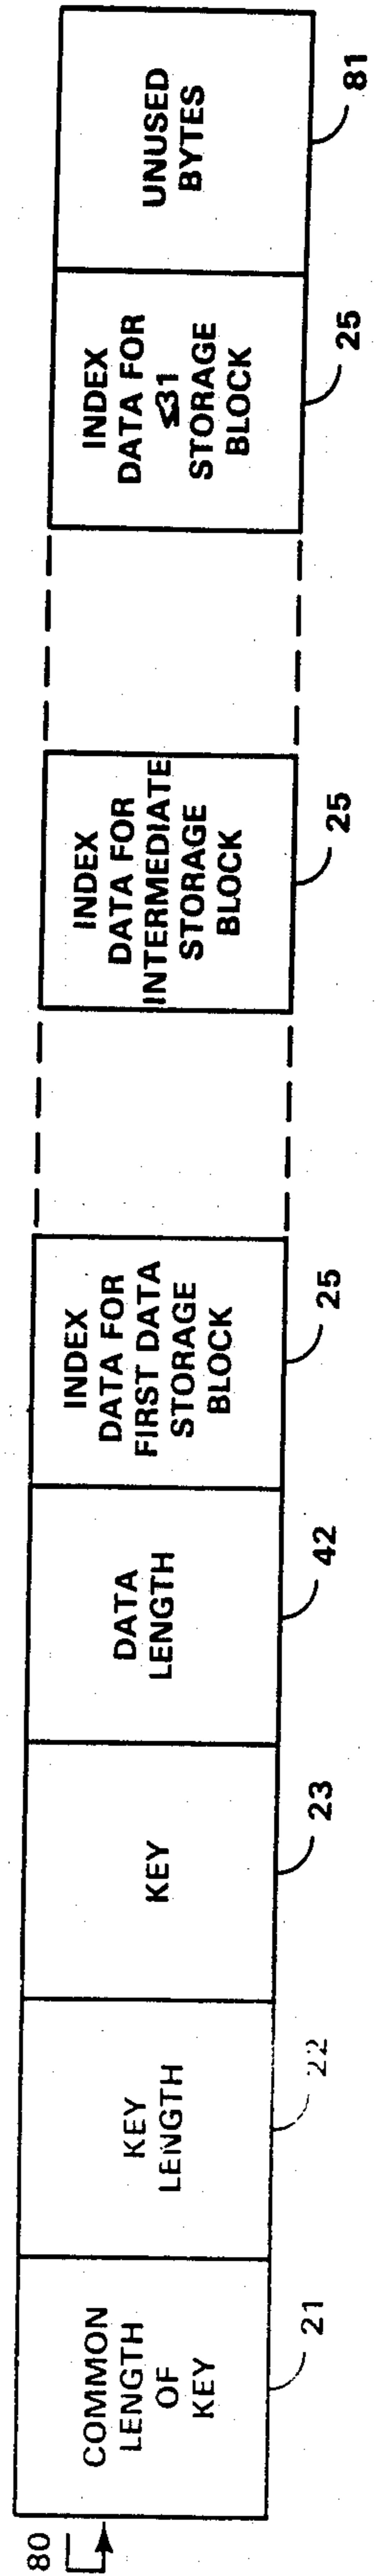 80
COMMON
LENGTH
OF
KEY
21
KEY
LENGTH
22
KEY
23
DATA
LENGTH
42
INDEX
DATA FOR
FIRST DATA
STORAGE
BLOCK
25
INDEX
DATA FOR
INTERMEDIATE
STORAGE
BLOCK
25
INDEX
DATA FOR
≤31
STORAGE
BLOCK
25
UNUSED
BYTES
81